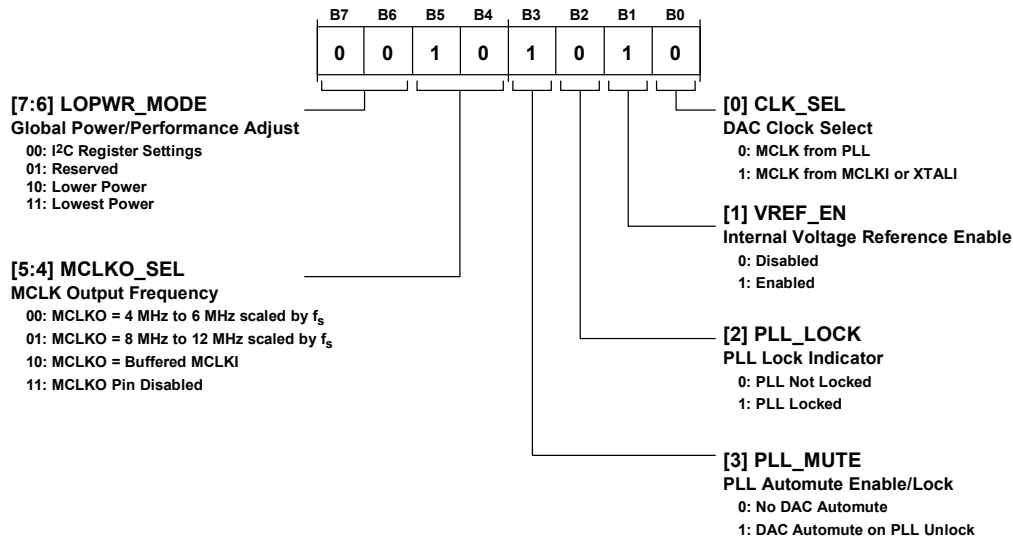 B7 B6 B5 B4 B3 B2 B1 B0
0 0 1 0 1 0 1 0
[7:6] LOPWR_MODE
Global Power/Performance Adjust
00: I2C Register Settings
01: Reserved
10: Lower Power
11: Lowest Power
[5:4] MCLKO_SEL
MCLK Output Frequency
00: MCLKO = 4 MHz to 6 MHz scaled by fs
01: MCLKO = 8 MHz to 12 MHz scaled by fs
10: MCLKO = Buffered MCLKI
11: MCLKO Pin Disabled
[0] CLK_SEL
DAC Clock Select
0: MCLK from PLL
1: MCLK from MCLKI or XTALI
[1] VREF_EN
Internal Voltage Reference Enable
0: Disabled
1: Enabled
[2] PLL_LOCK
PLL Lock Indicator
0: PLL Not Locked
1: PLL Locked
[3] PLL_MUTE
PLL Automute Enable/Lock
0: No DAC Automute
1: DAC Automute on PLL Unlock